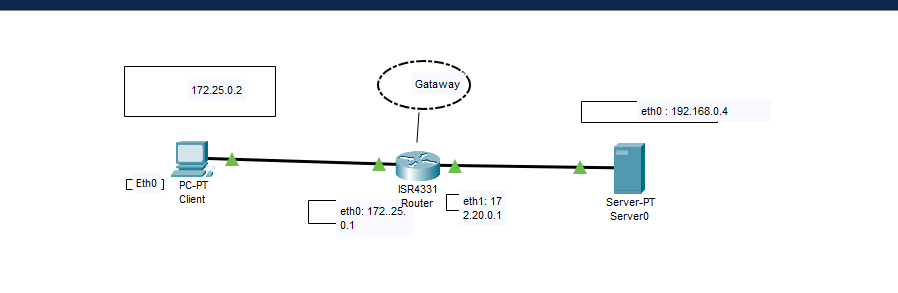 172.25.0.2
Gataway
eth0 : 192.168.0.4
[ Eth0 ]
PC-PT
Client
ISR4331
Router
eth0: 172..25.
0.1
eth1: 17
2.20.0.1
Server-PT
Server0